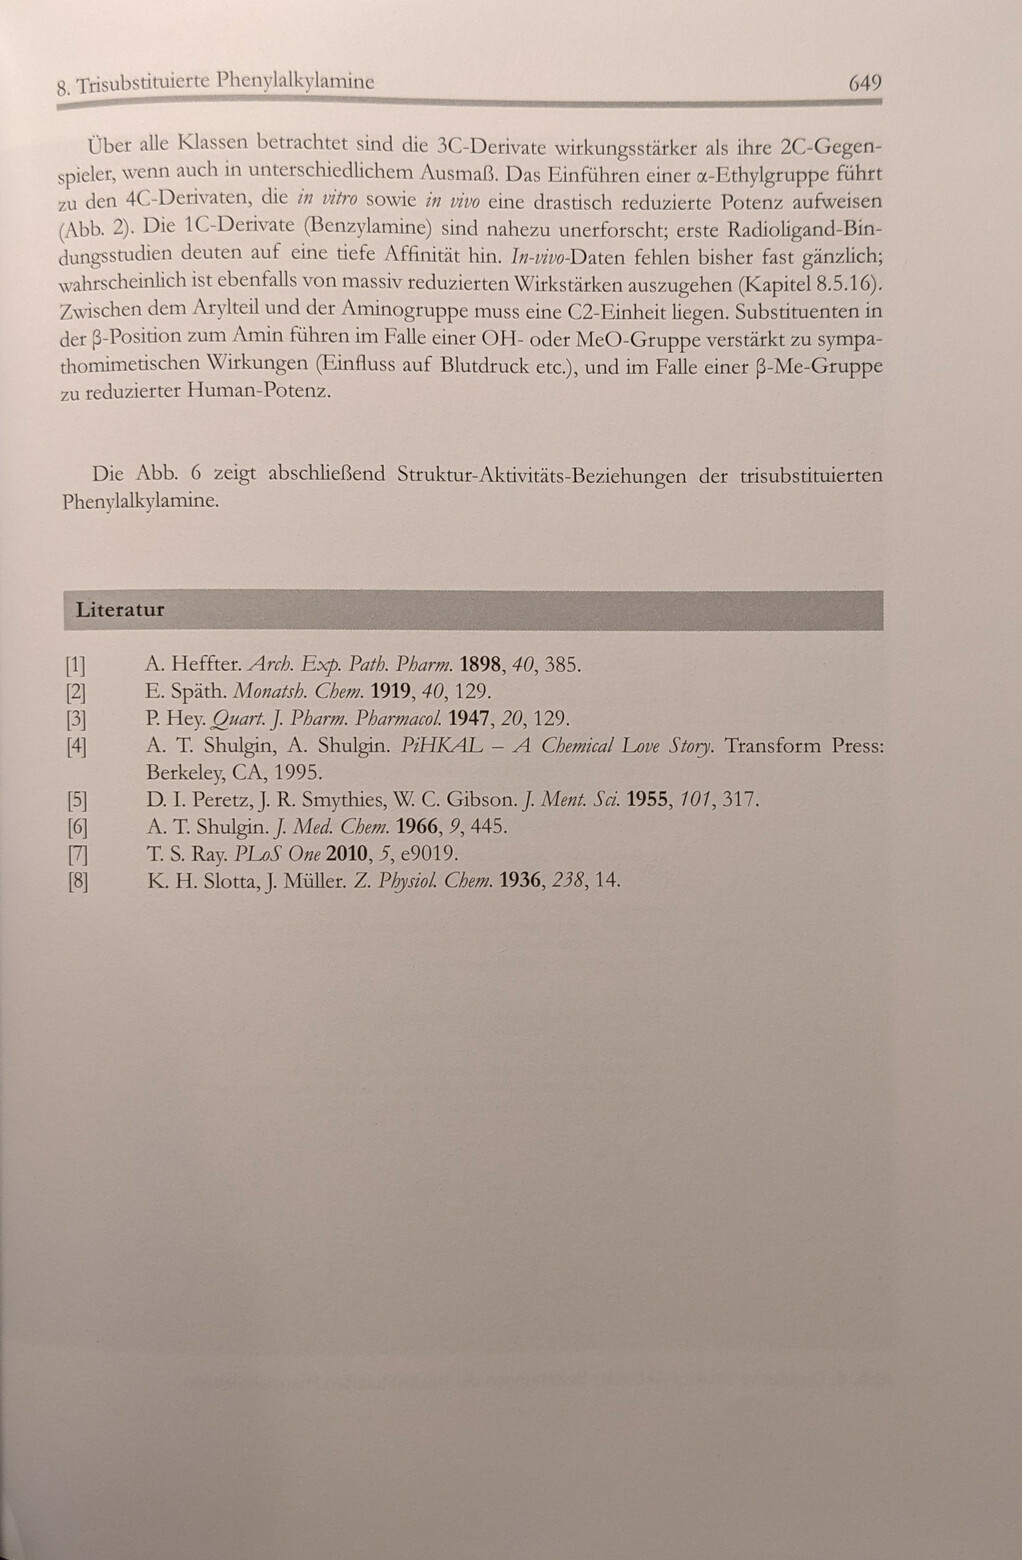 8. Trisubstituierte Phenylalkylamine 649
Über alle Klassen betrachtet sind die 3C-Derivate wirkungsstärker als ihre 2C-Gegen-
spieler, wenn auch in unterschiedlichem Ausmaß. Das Einführen einer α-Ethylgruppe führt
zu den 4C-Derivaten, die in vitro sowie in vivo eine drastisch reduzierte Potenz aufweisen
(Abb. 2). Die 1C-Derivate (Benzylamine) sind nahezu unerforscht; erste Radioligand-Bin-
dungsstudien deuten auf eine tiefe Affinität hin. In-vivo-Daten fehlen bisher fast gänzlich;
wahrscheinlich ist ebenfalls von massiv reduzierten Wirkstärken auszugehen (Kapitel 8.5.16).
Zwischen dem Arylteil und der Aminogruppe muss eine C2-Einheit liegen. Substituenten in
der β-Position zum Amin führen im Falle einer OH- oder MeO-Gruppe verstärkt zu sympa-
thomimetischen Wirkungen (Einfluss auf Blutdruck etc.), und im Falle einer β-Me-Gruppe
zu reduzierter Human-Potenz.
Die Abb. 6 zeigt abschließend Struktur-Aktivitäts-Beziehungen der trisubstituierten
Phenylalkylamine.
Literatur
[1] A. Heffter. Arch. Exp. Path. Pharm. 1898, 40, 385.
[2] E. Späth. Monatsh. Chem. 1919, 40, 129.
[3] P. Hey. Quart. J. Pharm. Pharmacol. 1947, 20, 129.
[4] A. T. Shulgin, A. Shulgin. PiHKAL – A Chemical Love Story. Transform Press:
Berkeley, CA, 1995.
[5] D. I. Peretz, J. R. Smythies, W. C. Gibson. J. Ment. Sci. 1955, 101, 317.
[6] A. T. Shulgin. J. Med. Chem. 1966, 9, 445.
[7] T. S. Ray. PLoS One 2010, 5, e9019.
[8] K. H. Slotta, J. Müller. Z. Physiol. Chem. 1936, 238, 14.